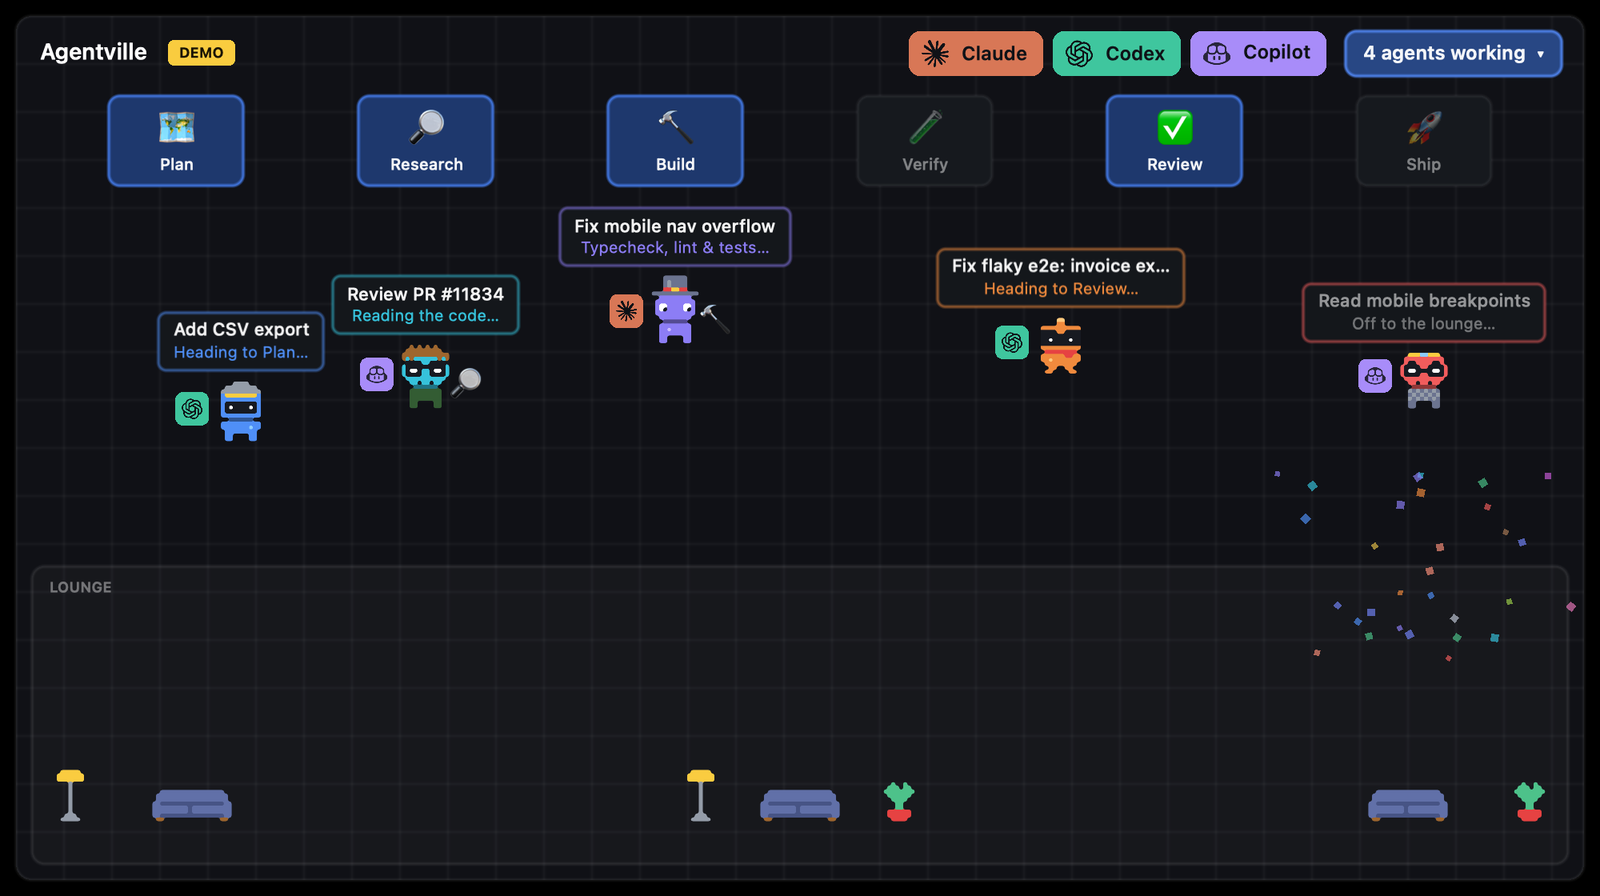 Agentville
DEMO
Claude
Codex
Copilot
4 agents working
Plan
Research
Build
Verify
Review
Ship
Fix mobile nav overflow
Typecheck, lint & tests...
Fix flaky e2e: invoice ex...
Heading to Review...
Review PR #11834
Reading the code...
Read mobile breakpoints
Off to the lounge...
Add CSV export
Heading to Plan...
LOUNGE